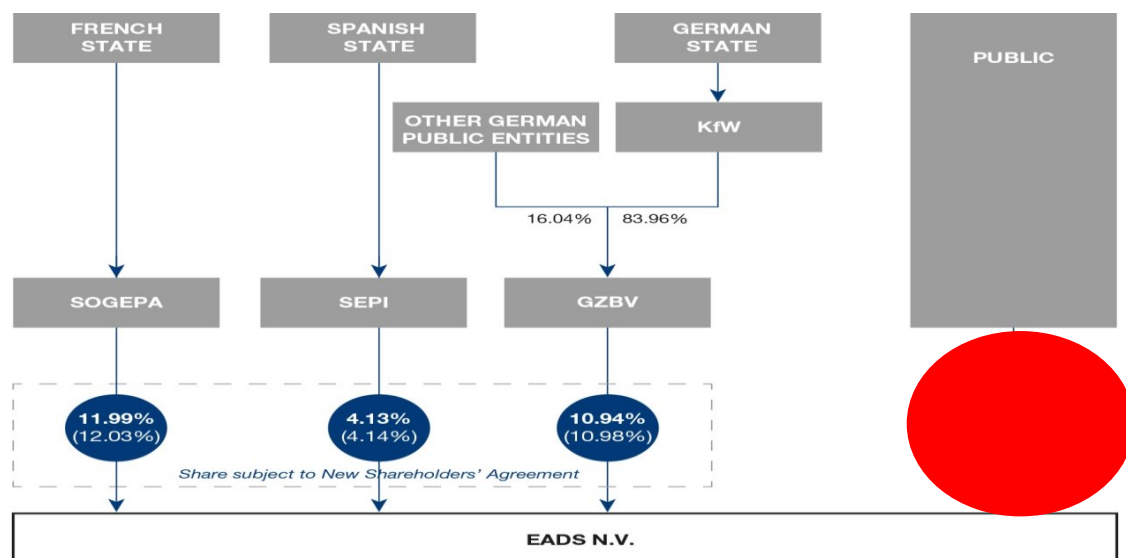 FRENCH
STATE
SPANISH
STATE
GERMAN
STATE
PUBLIC
OTHER GERMAN
PUBLIC ENTITIES
KfW
16.04%
83.96%
SOGEPA
SEPI
GZBV
11.99%
(12.03%)
4.13%
(4.14%)
10.94%
(10.98%)
Share subject to New Shareholders' Agreement
EADS N.V.